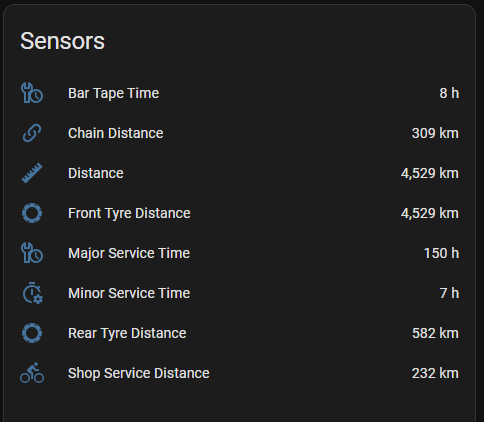 Sensors
Bar Tape Time 8 h
Chain Distance 309 km
Distance 4,529 km
Front Tyre Distance 4,529 km
Major Service Time 150 h
Minor Service Time 7 h
Rear Tyre Distance 582 km
Shop Service Distance 232 km